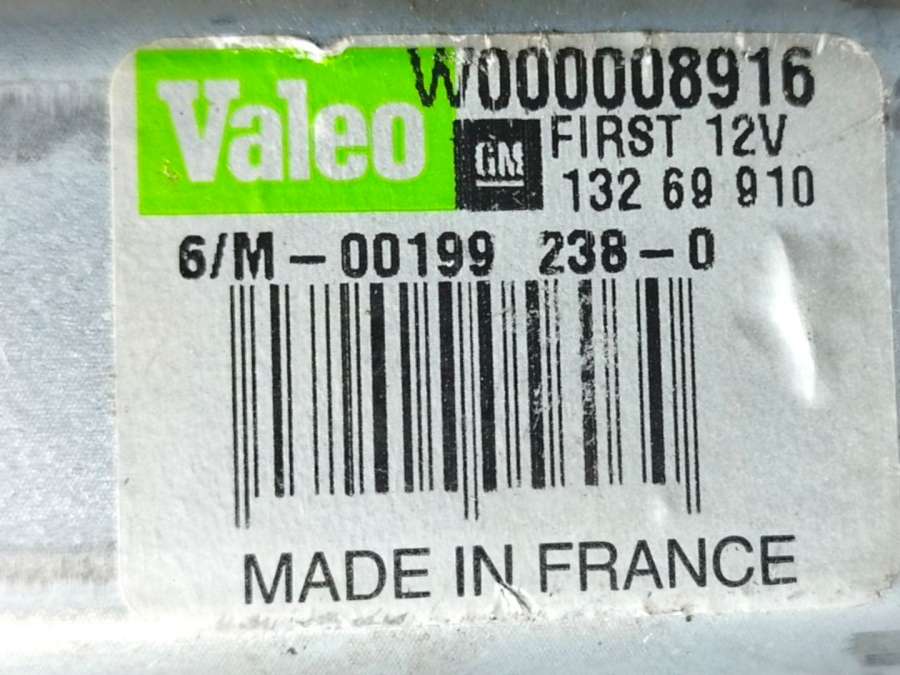 Valeo W000008916
GM FIRST 12V
132 69 910
6/M-00199 238-0
MADE IN FRANCE